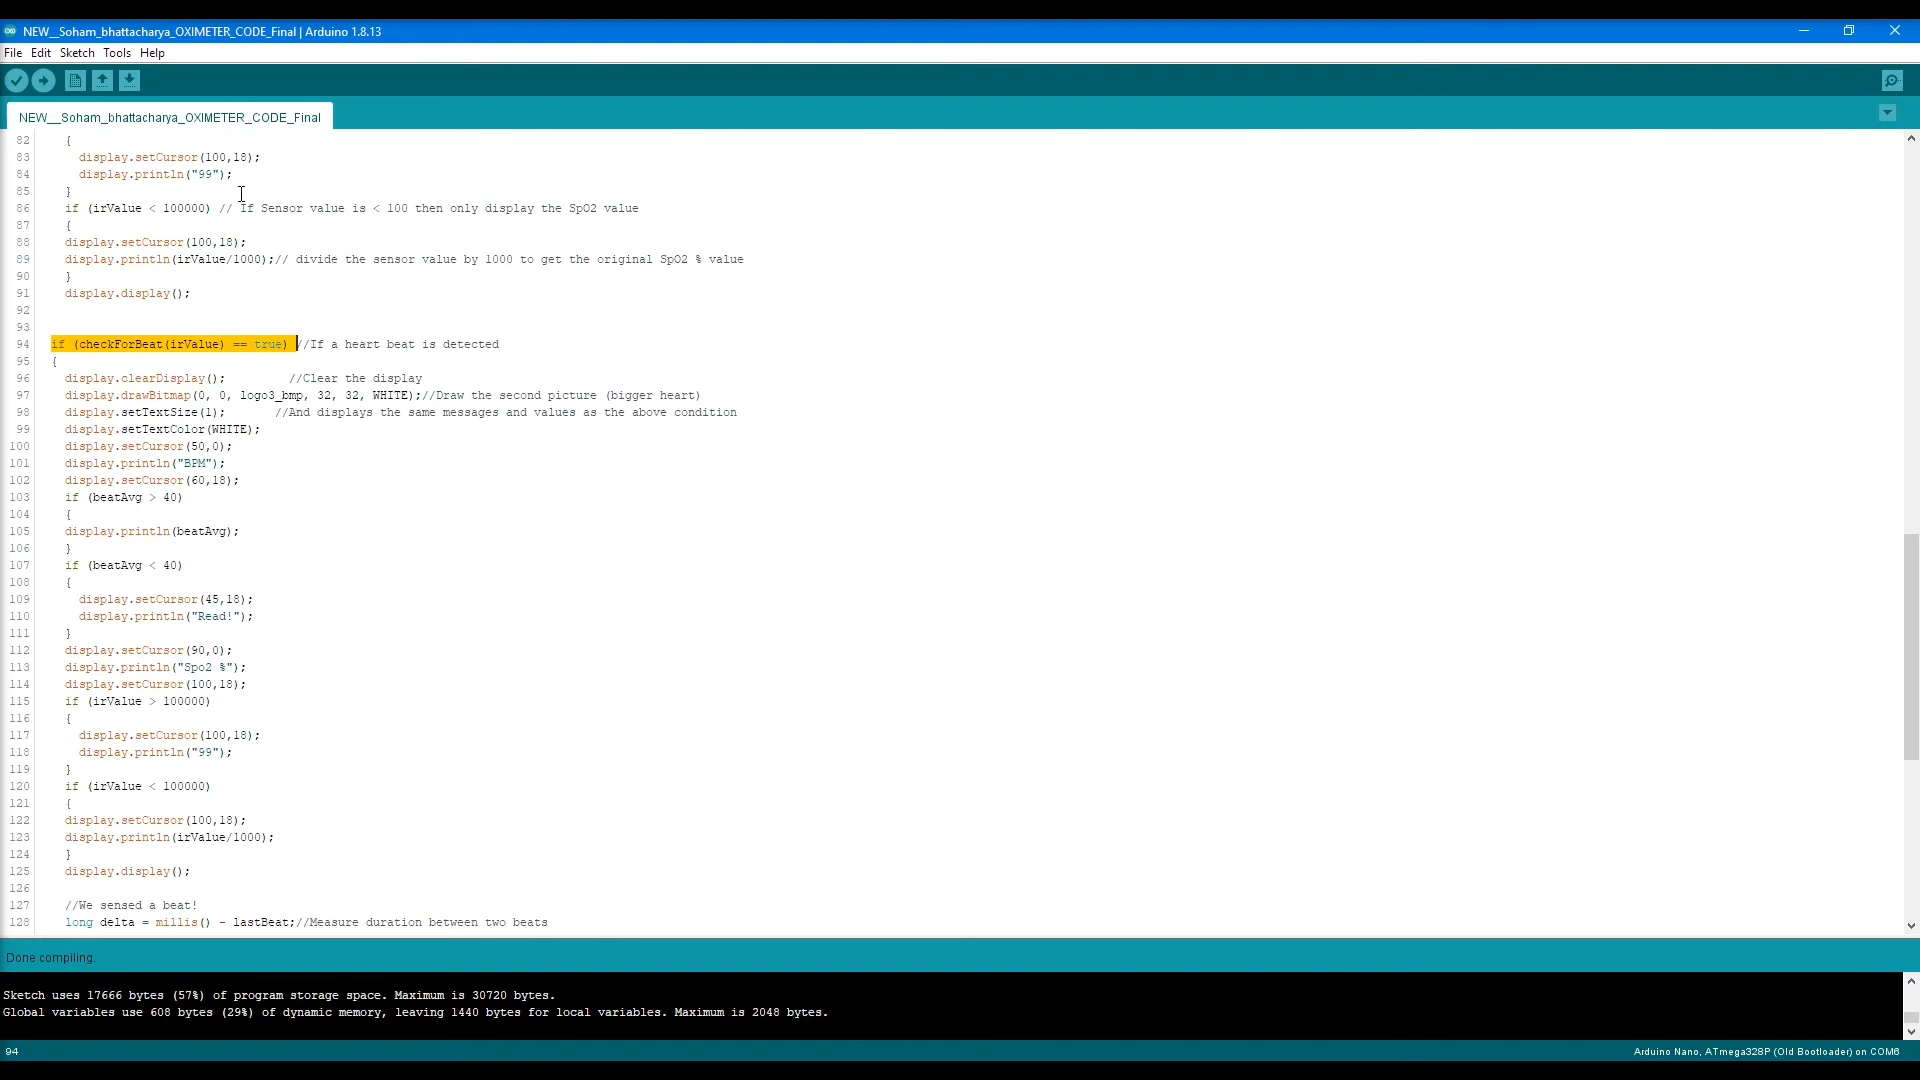 NEW__Soham_bhattacharya_OXIMETER_CODE_Final | Arduino 1.8.13
File Edit Sketch Tools Help
NEW__Soham_bhattacharya_OXIMETER_CODE_Final
82 {
83 display.setCursor(100,18);
84 display.println("99");
85 }
86 if (irValue < 100000) // If Sensor value is < 100 then only display the SpO2 value
87 {
88 display.setCursor(100,18);
89 display.println(irValue/1000);// divide the sensor value by 1000 to get the original SpO2 % value
90 }
91 display.display();
92
93
94 if (checkForBeat(irValue) == true) //If a heart beat is detected
95 {
96 display.clearDisplay(); //Clear the display
97 display.drawBitmap(0, 0, logo3_bmp, 32, 32, WHITE);//Draw the second picture (bigger heart)
98 display.setTextSize(1); //And displays the same messages and values as the above condition
99 display.setTextColor(WHITE);
100 display.setCursor(50,0);
101 display.println("BPM");
102 display.setCursor(60,18);
103 if (beatAvg > 40)
104 {
105 display.println(beatAvg);
106 }
107 if (beatAvg < 40)
108 {
109 display.setCursor(45,18);
110 display.println("Read!");
111 }
112 display.setCursor(90,0);
113 display.println("Spo2 %");
114 display.setCursor(100,18);
115 if (irValue > 100000)
116 {
117 display.setCursor(100,18);
118 display.println("99");
119 }
120 if (irValue < 100000)
121 {
122 display.setCursor(100,18);
123 display.println(irValue/1000);
124 }
125 display.display();
126
127 //We sensed a beat!
128 long delta = millis() - lastBeat;//Measure duration between two beats
Done compiling.
Sketch uses 17666 bytes (57%) of program storage space. Maximum is 30720 bytes.
Global variables use 608 bytes (29%) of dynamic memory, leaving 1440 bytes for local variables. Maximum is 2048 bytes.
94
Arduino Nano, ATmega328P (Old Bootloader) on COM6